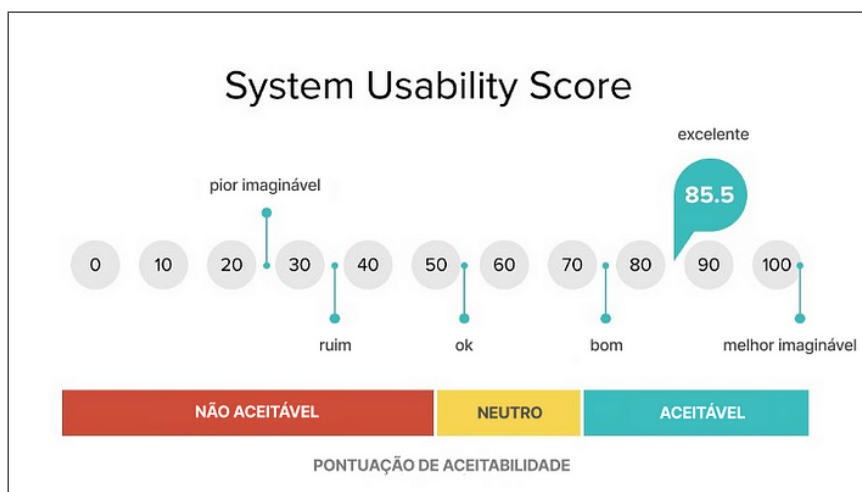 System Usability Score
excelente
85.5
pior imaginável
0 10 20 30 40 50 60 70 80 90 100
ruim ok bom melhor imaginável
NÃO ACEITÁVEL NEUTRO ACEITÁVEL
PONTUAÇÃO DE ACEITABILIDADE